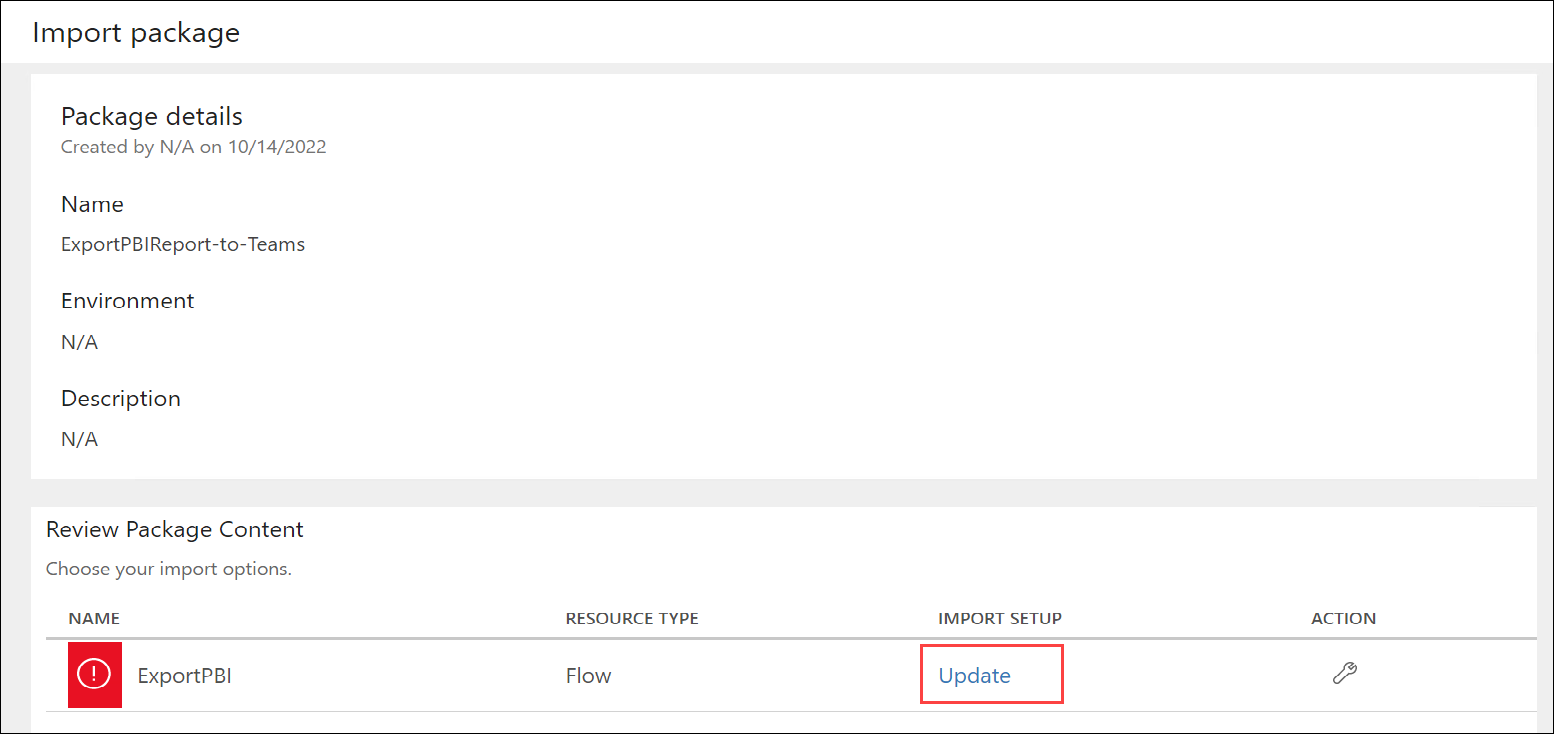 Import package
Package details
Created by N/A on 10/14/2022
Name
ExportPBIReport-to-Teams
Environment
N/A
Description
N/A
Review Package Content
Choose your import options.
NAME RESOURCE TYPE IMPORT SETUP ACTION
ExportPBI Flow Update